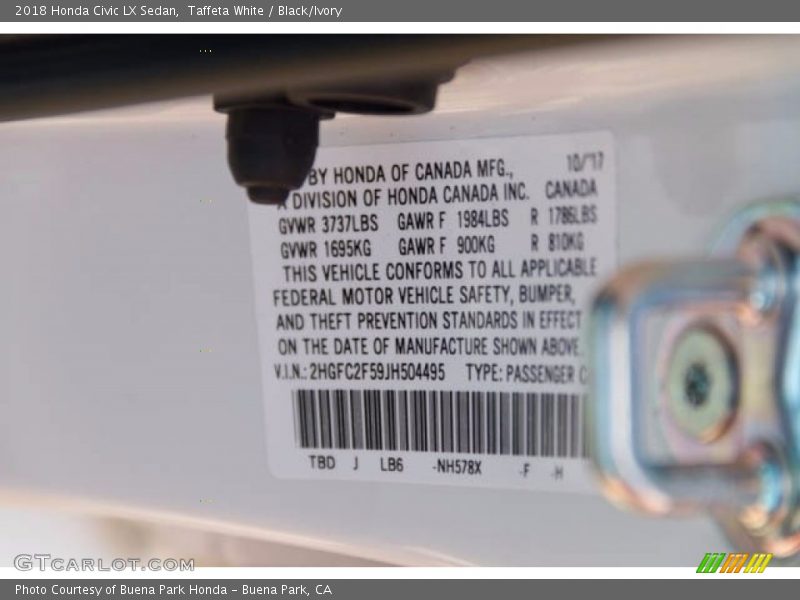 2018 Honda Civic LX Sedan, Taffeta White / Black/Ivory
BY HONDA OF CANADA MFG., 10/'17
A DIVISION OF HONDA CANADA INC. CANADA
GVWR 3737LBS GAWR F 1984LBS R 1786LBS
GVWR 1695KG GAWR F 900KG R 810KG
THIS VEHICLE CONFORMS TO ALL APPLICABLE
FEDERAL MOTOR VEHICLE SAFETY, BUMPER,
AND THEFT PREVENTION STANDARDS IN EFFECT
ON THE DATE OF MANUFACTURE SHOWN ABOVE.
V.I.N.: 2HGFC2F59JH504495 TYPE: PASSENGER C
TBD J LB6 -NH578X -F -H
GTCARLOT.COM
Photo Courtesy of Buena Park Honda – Buena Park, CA